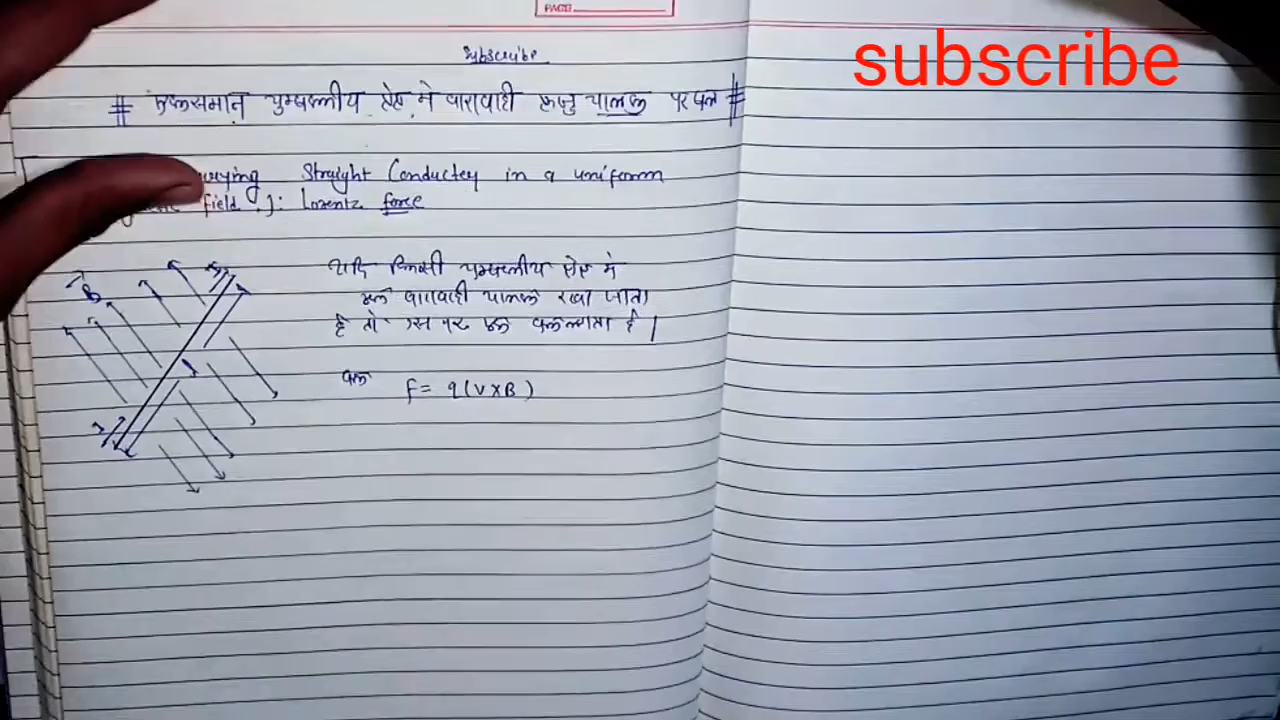 PAGE
subscribe
Subscribe
# एकसमान चुम्बकीय क्षेत्र में धारावाही ऋजु चालक पर बल #
Straight Conductey in a uniform
field ): Lorentz force
B
यदि किसी चुम्बकीय क्षेत्र में
एक धारावाही चालक रखा जाता
है तो उस पर एक बल लगता है |
बल F = q(V×B)